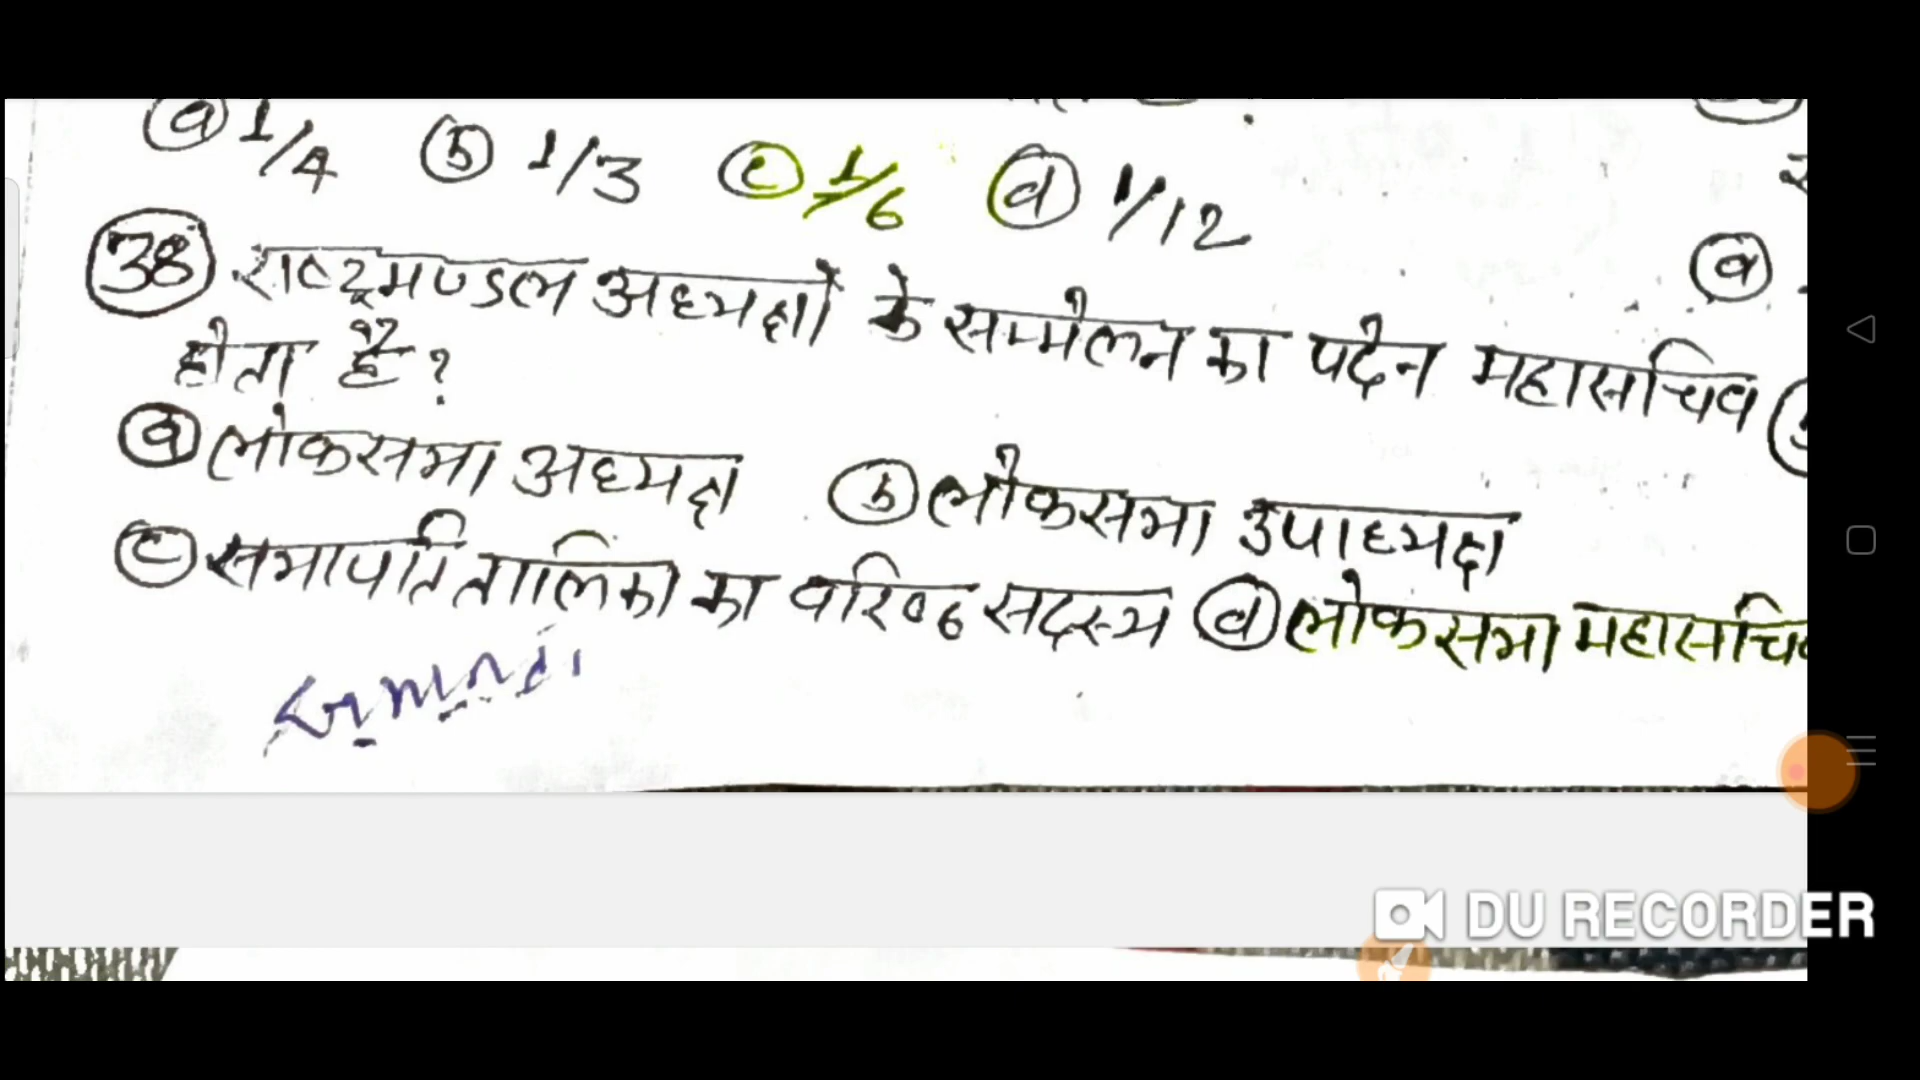 (a) 1/4 (b) 1/3 (c) 1/6 (d) 1/12
(38) राष्ट्रमण्डल अध्यक्षों के सम्मेलन का पदेन महासचिव
होता है?
(a) लोकसभा अध्यक्ष (b) लोकसभा उपाध्यक्ष
(c) सभापति तालिका का वरिष्ठ सदस्य (d) लोकसभा महासचिव
(a)
DU RECORDER